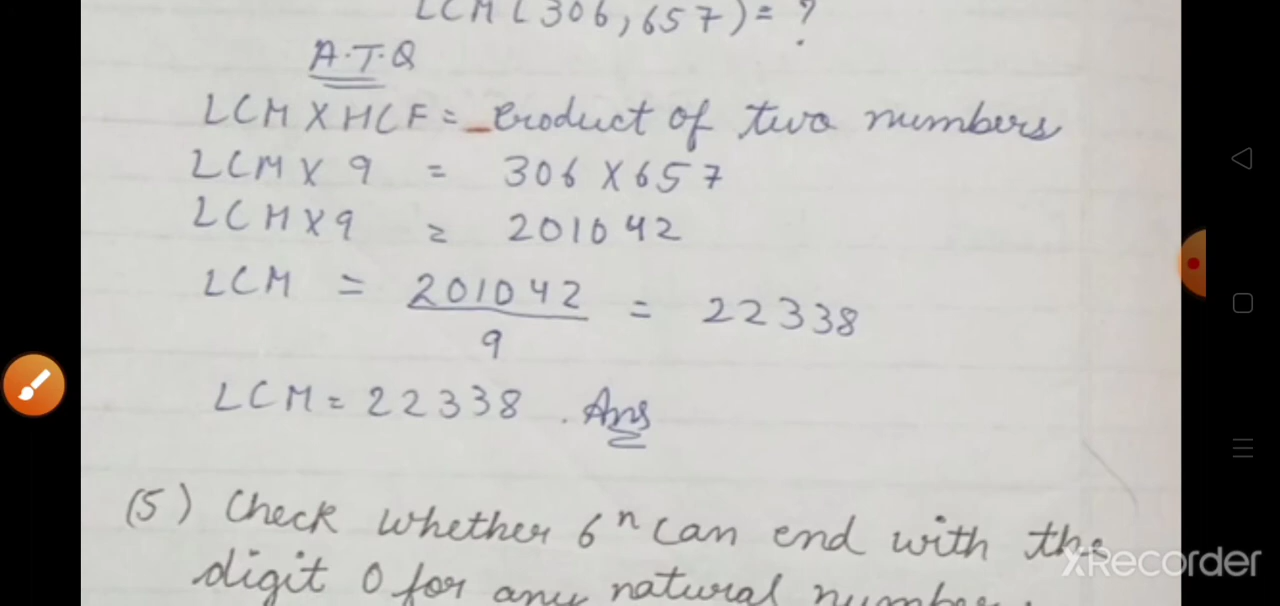 LCM (306,657) = ?
A.T.Q
LCM X HCF = Product of two numbers
LCM X 9 = 306 X 657
LCM X 9 = 201042
LCM = 201042 / 9 = 22338
LCM = 22338 . Ans
(5) Check whether 6ⁿ can end with the
digit 0 for any natural number
XRecorder